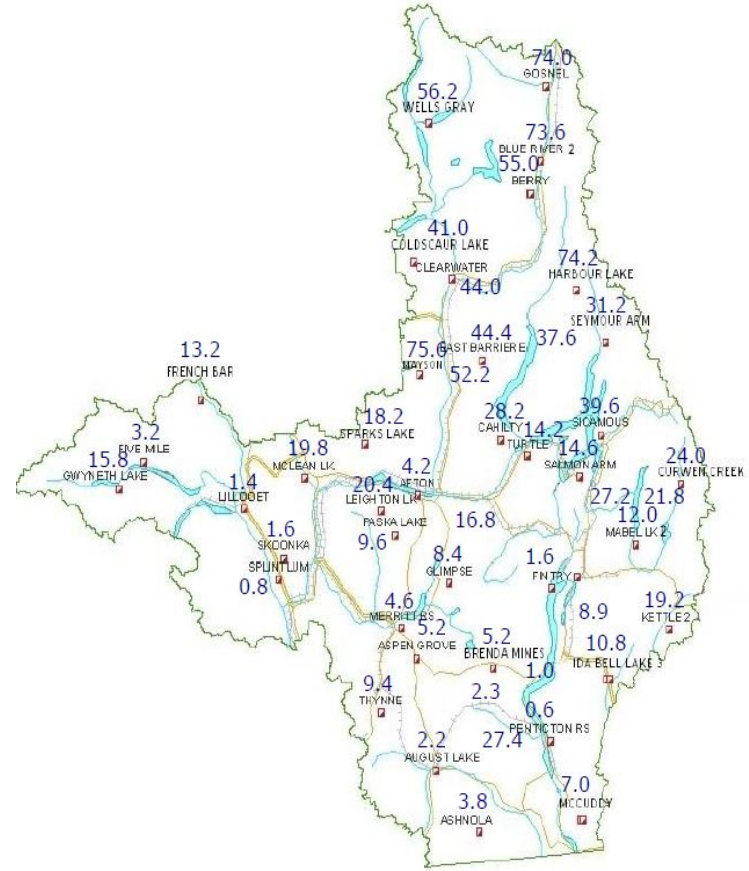 74.0
GOSNEL
56.2
WELLS GRAY
73.6
BLUE RIVER 2
55.0
BERRY
41.0
COLDSCAUR LAKE
CLEARWATER
44.0
74.2
HARBOUR LAKE
31.2
SEYMOUR ARM
44.4
37.6
EAST BARRIERE
75.6
MAYSON
52.2
13.2
FRENCH BAR
18.2
SPARKS LAKE
28.2
CAHILTY
14.2
TURTLE
39.6
SICAMOUS
14.6
SALMON ARM
3.2
FIVE MILE
15.8
GWYNETH LAKE
19.8
MCLEAN LK
24.0
CURWEN CREEK
1.4
LILLOOET
20.4
LEIGHTON LK
4.2
AFTON
27.2
21.8
12.0
MABEL LK 2
PASKA LAKE
9.6
16.8
1.6
SKOONKA
SPLINTLUM
0.8
8.4
GLIMPSE
1.6
FINTRY
4.6
MERRITT RS
5.2
ASPEN GROVE
5.2
BRENDA MINES
8.9
19.2
KETTLE 2
10.8
IDA BELL LAKE 3
1.0
9.4
THYNNE
2.3
0.6
PENTICTON RS
27.4
2.2
AUGUST LAKE
7.0
MCCUDDY
3.8
ASHNOLA